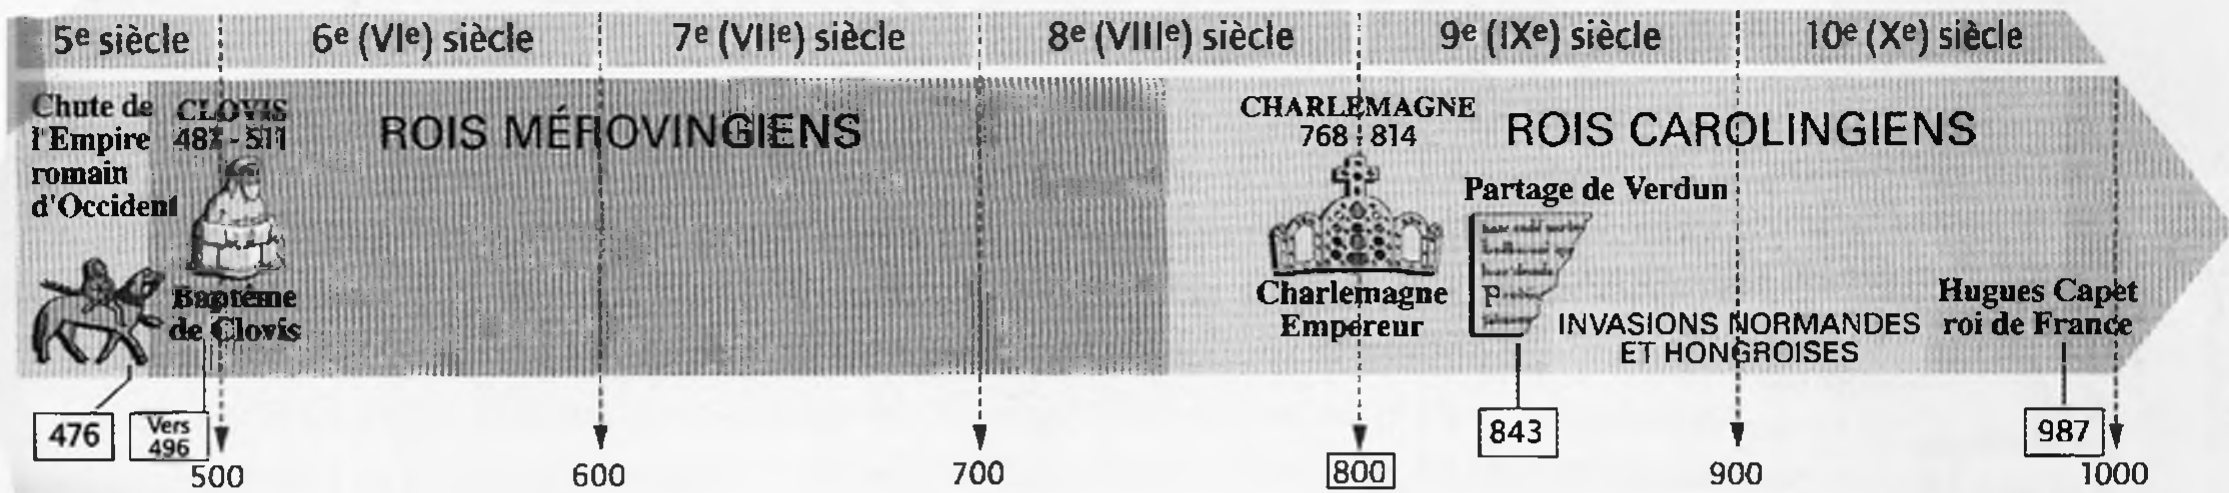 5e siècle
6e (VIe) siècle
7e (VIIe) siècle
8e (VIIIe) siècle
9e (IXe) siècle
10e (Xe) siècle
Chute de
l'Empire
romain
d'Occident
CLOVIS
481 - 511
ROIS MÉROVINGIENS
CHARLEMAGNE
768 - 814
ROIS CAROLINGIENS
Partage de Verdun
Baptême
de Clovis
Charlemagne
Empereur
INVASIONS NORMANDES
ET HONGROISES
Hugues Capet
roi de France
476
Vers
496
843
987
500
600
700
800
900
1000